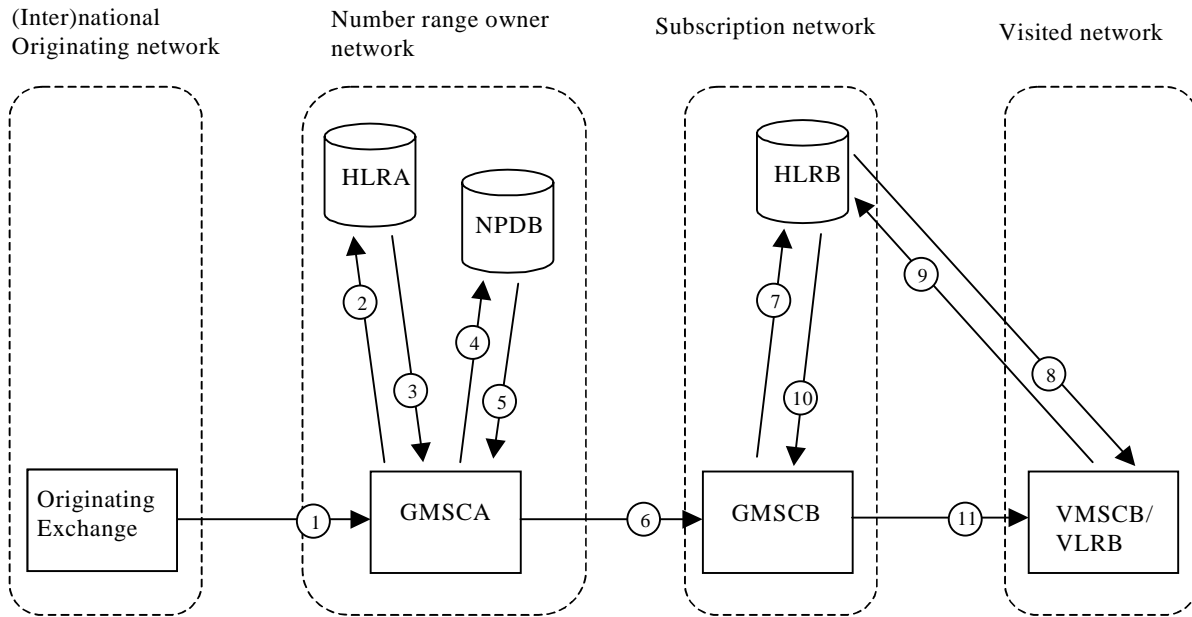 (Inter)national
Originating network
Number range owner
network
Subscription network
Visited network
HLRA
NPDB
HLRB
2
3
4
5
7
10
9
8
Originating
Exchange
1
GMSCA
6
GMSCB
11
VMSCB/
VLRB